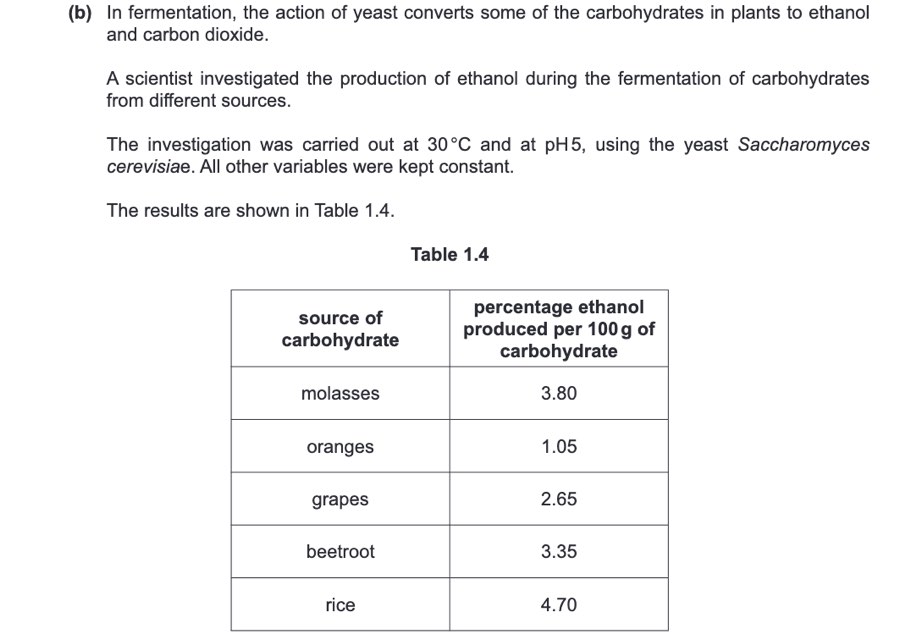 (b) In fermentation, the action of yeast converts some of the carbohydrates in plants to ethanol
and carbon dioxide.
A scientist investigated the production of ethanol during the fermentation of carbohydrates
from different sources.
The investigation was carried out at 30 °C and at pH 5, using the yeast Saccharomyces
cerevisiae. All other variables were kept constant.
The results are shown in Table 1.4.
Table 1.4
source of
carbohydrate
percentage ethanol
produced per 100 g of
carbohydrate
molasses 3.80
oranges 1.05
grapes 2.65
beetroot 3.35
rice 4.70